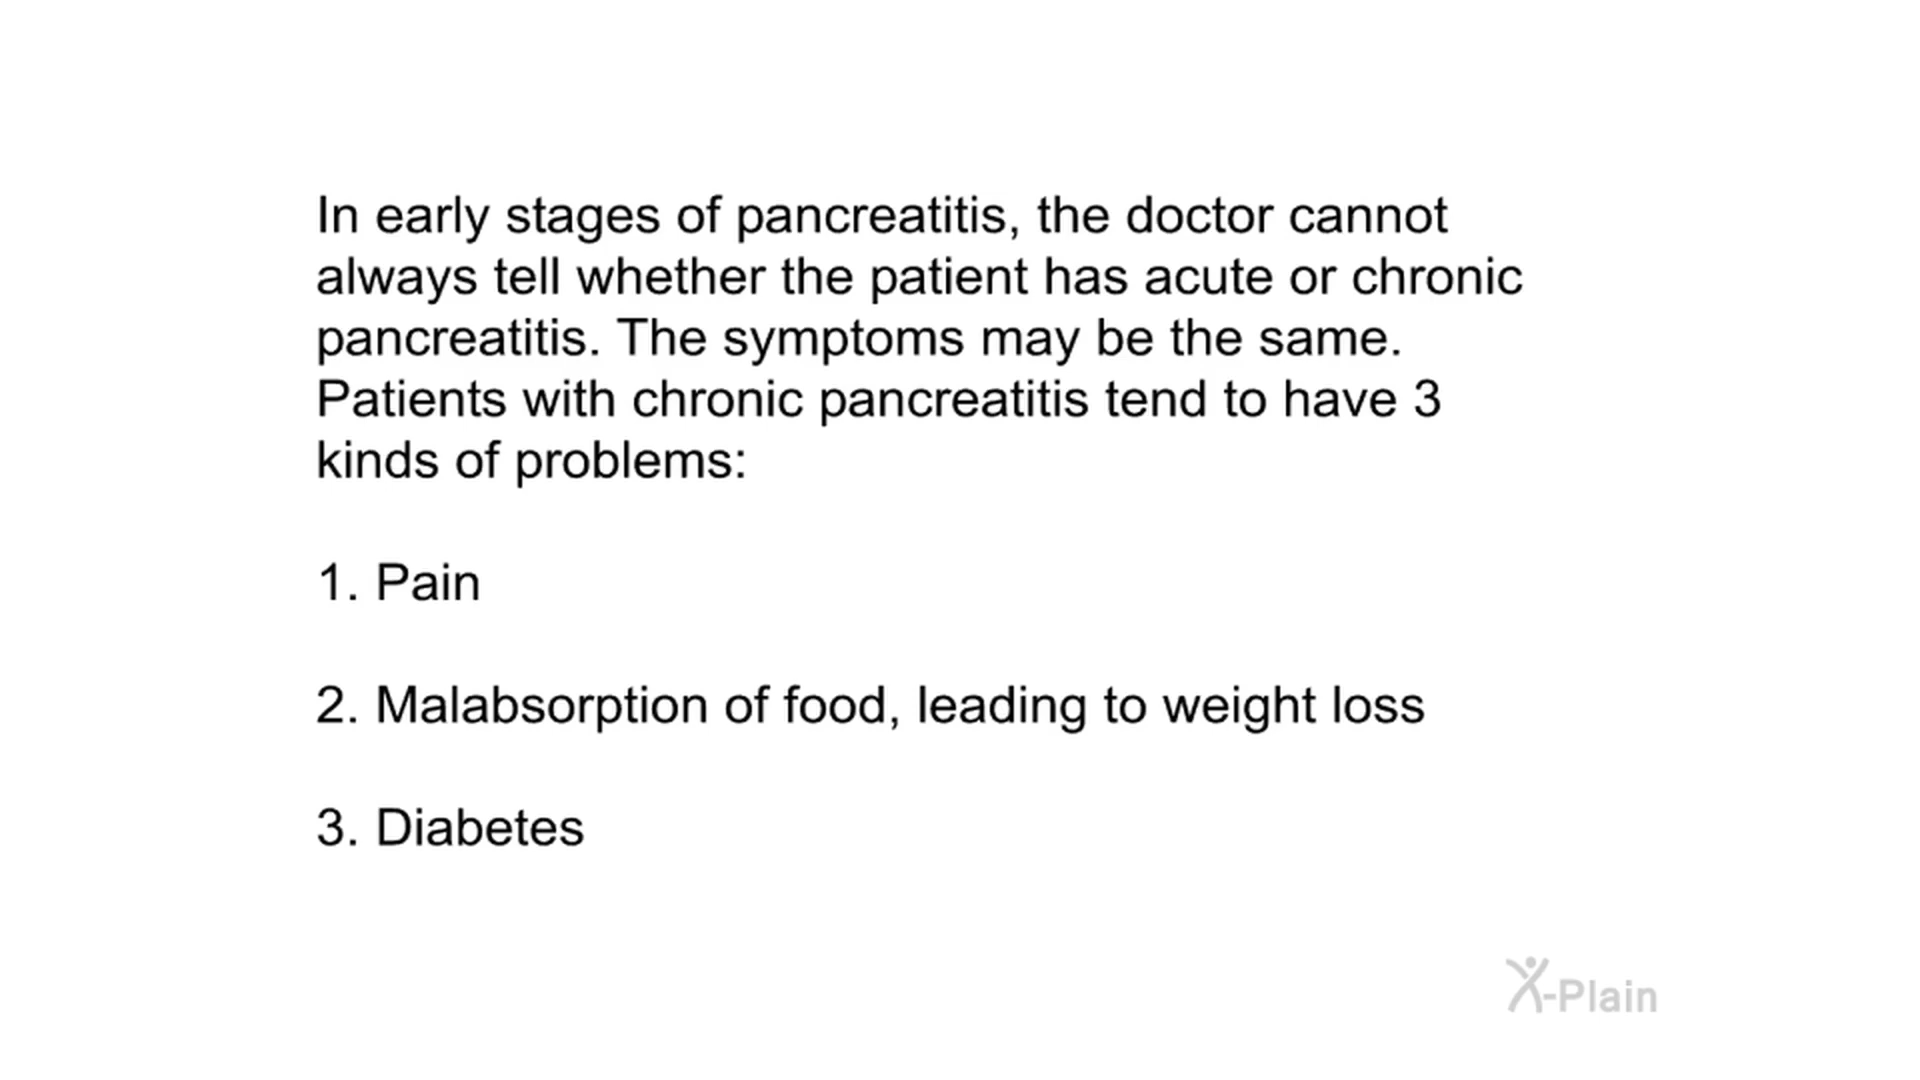 In early stages of pancreatitis, the doctor cannot
always tell whether the patient has acute or chronic
pancreatitis. The symptoms may be the same.
Patients with chronic pancreatitis tend to have 3
kinds of problems:
1. Pain
2. Malabsorption of food, leading to weight loss
3. Diabetes
X-Plain